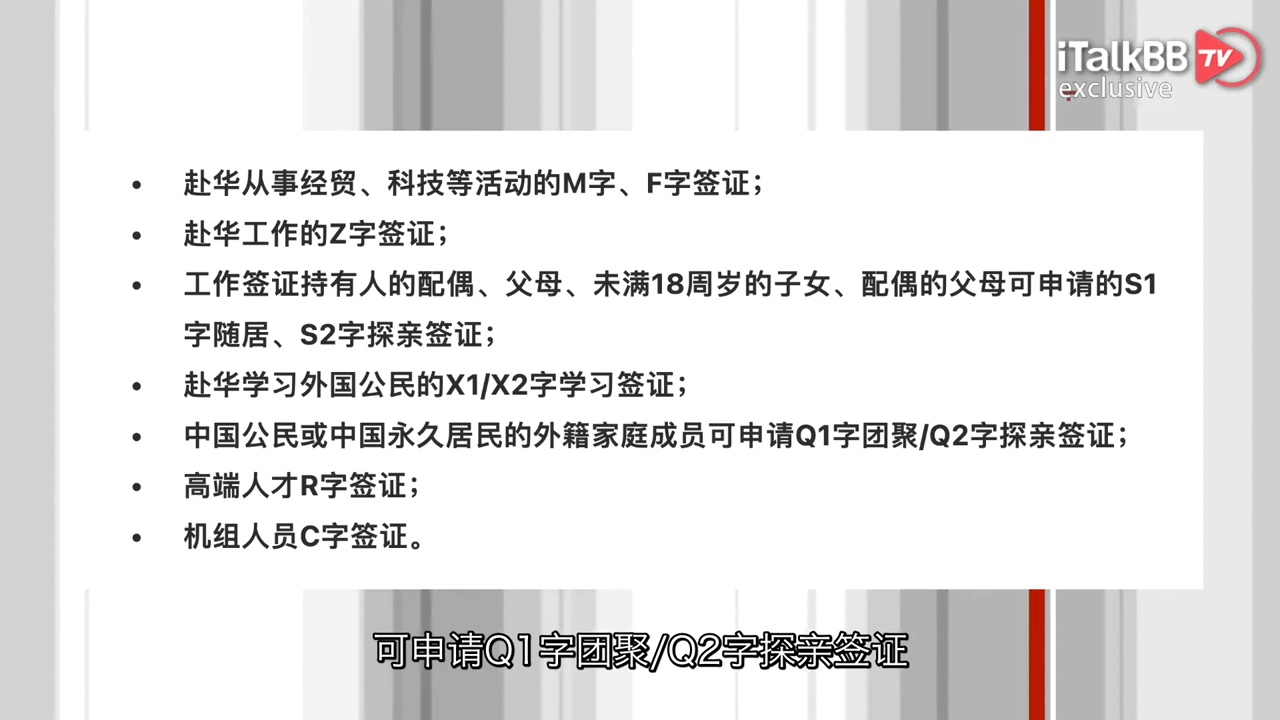 iTalkBB TV
exclusive
• 赴华从事经贸、科技等活动的M字、F字签证；
• 赴华工作的Z字签证；
• 工作签证持有人的配偶、父母、未满18周岁的子女、配偶的父母可申请的S1
字随居、S2字探亲签证；
• 赴华学习外国公民的X1/X2字学习签证；
• 中国公民或中国永久居民的外籍家庭成员可申请Q1字团聚/Q2字探亲签证；
• 高端人才R字签证；
• 机组人员C字签证。
可申请Q1字团聚/Q2字探亲签证